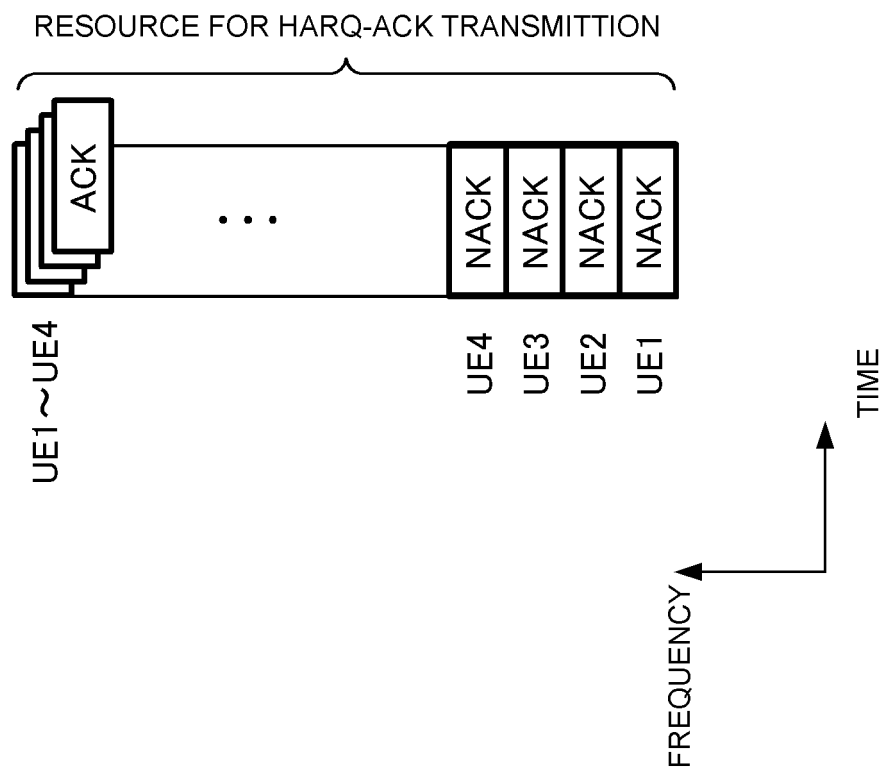 RESOURCE FOR HARQ-ACK TRANSMITTION
ACK
...
NACK
NACK
NACK
NACK
UE1~UE4
UE4
UE3
UE2
UE1
TIME
FREQUENCY